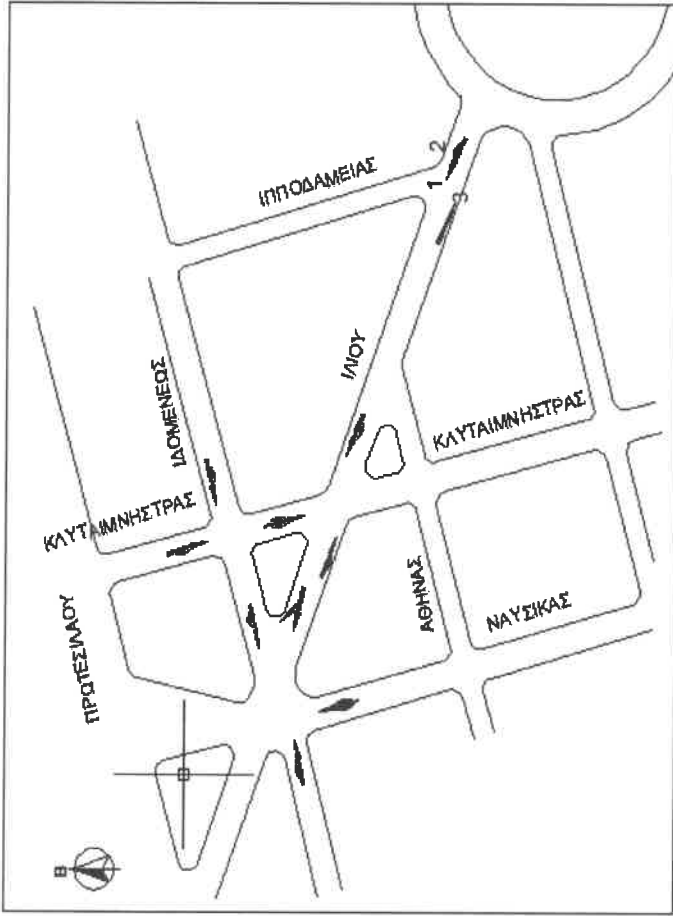 ΙΠΠΟΔΑΜΕΙΑΣ
2
1
3
ΙΔΟΜΕΝΕΩΣ
ΙΛΙΟΥ
ΚΛΥΤΑΙΜΝΗΣΤΡΑΣ
ΚΛΥΤΑΙΜΝΗΣΤΡΑΣ
ΠΡΩΤΕΣΙΛΑΟΥ
ΑΘΗΝΑΣ
ΝΑΥΣΙΚΑΣ
Β